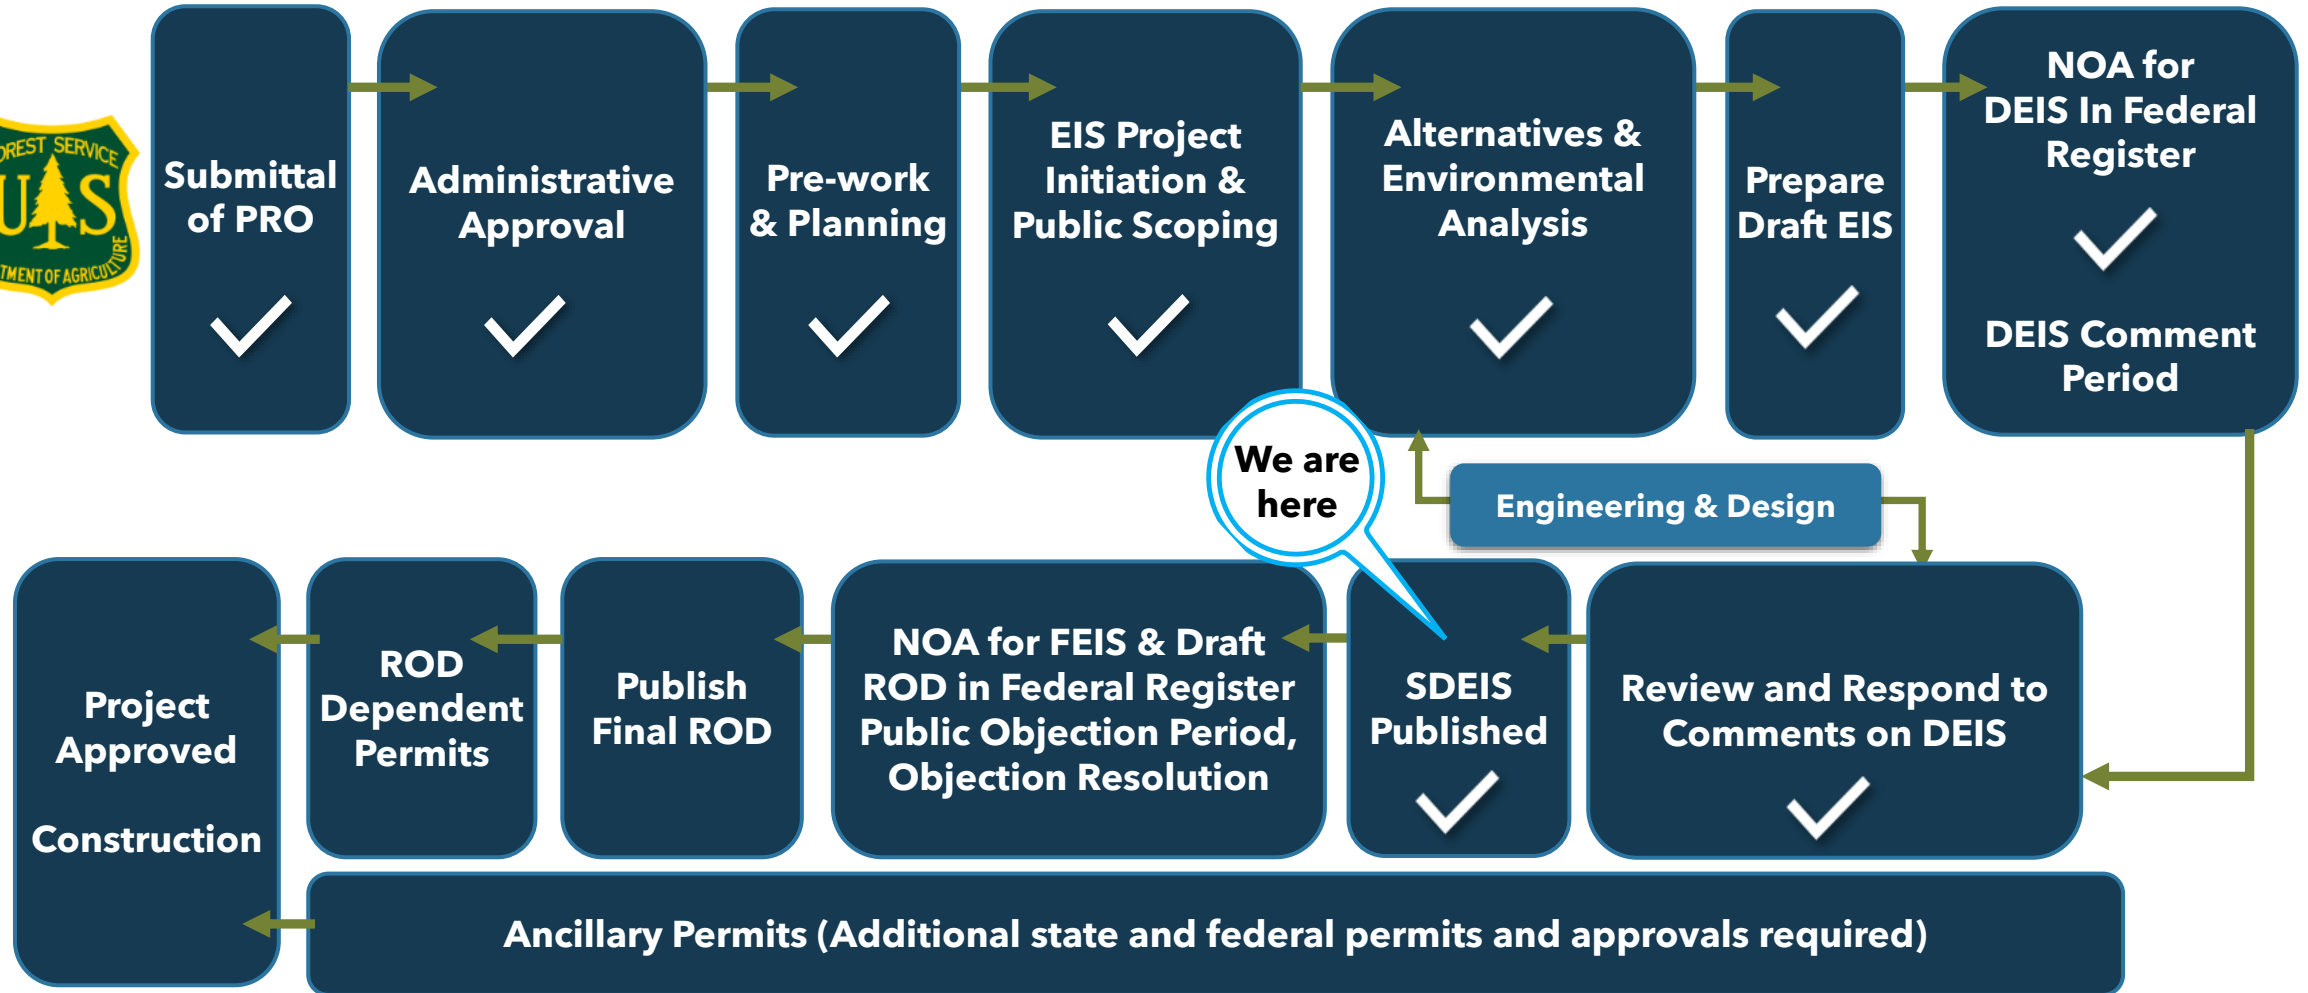 FOREST SERVICE
US
DEPARTMENT OF AGRICULTURE
Submittal
of PRO
Administrative
Approval
Pre-work
& Planning
EIS Project
Initiation &
Public Scoping
Alternatives &
Environmental
Analysis
Prepare
Draft EIS
NOA for
DEIS In Federal
Register
DEIS Comment
Period
We are
here
Engineering & Design
Project
Approved
Construction
ROD
Dependent
Permits
Publish
Final ROD
NOA for FEIS & Draft
ROD in Federal Register
Public Objection Period,
Objection Resolution
SDEIS
Published
Review and Respond to
Comments on DEIS
Ancillary Permits (Additional state and federal permits and approvals required)